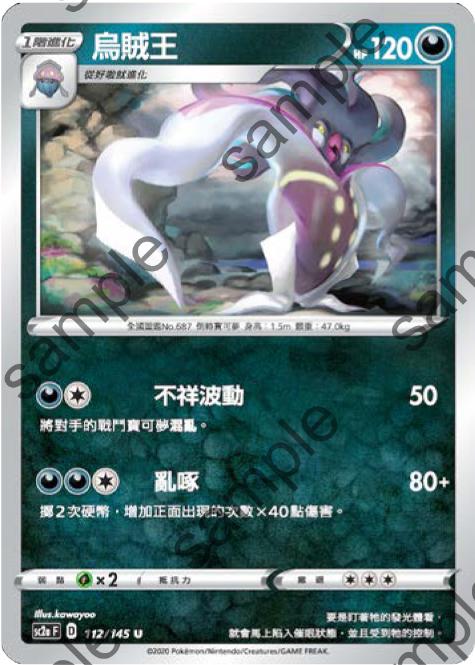 1階進化 烏賊王 HP 120
從好啦魷進化
全國圖鑑No.687 倒轉寶可夢 身高:1.5m 體重:47.0kg
不祥波動 50
將對手的戰鬥寶可夢混亂。
亂啄 80+
擲2次硬幣,增加正面出現的次數×40點傷害。
弱點 ×2 抵抗力 撤退
illus.kawayoo
sc2a F D 112/145 U
要是盯著牠的發光體看,
就會馬上陷入催眠狀態,並且受到牠的控制。
©2020 Pokémon/Nintendo/Creatures/GAME FREAK.
sample
sample
sample
sample
sample
sample